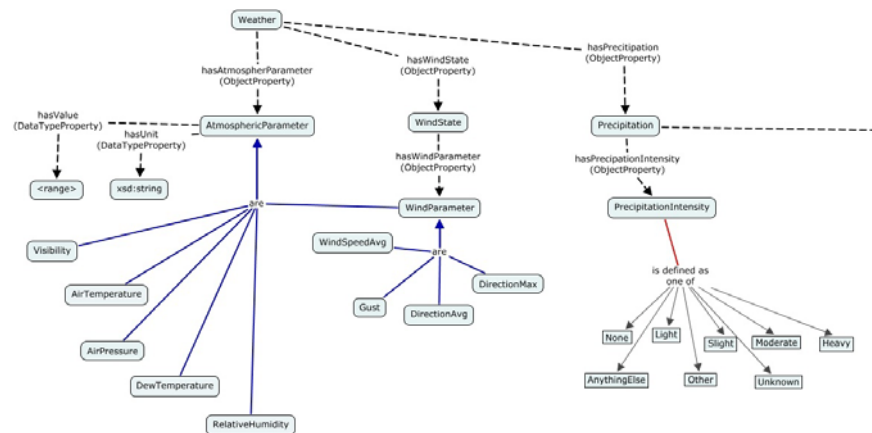 Weather
hasAtmospherParameter
(ObjectProperty)
hasWindState
(ObjectProperty)
hasPrecitipation
(ObjectProperty)
hasValue
(DataTypeProperty)
hasUnit
(DataTypeProperty)
AtmosphericParameter
WindState
Precipitation
hasWindParameter
(ObjectProperty)
hasPrecipationIntensity
(ObjectProperty)
<range>
xsd:string
are
WindParameter
PrecipitationIntensity
Visibility
WindSpeedAvg
are
AirTemperature
DirectionMax
Gust
DirectionAvg
is defined as
one of
AirPressure
None
Light
Slight
Moderate
Heavy
DewTemperature
AnythingElse
Other
Unknown
RelativeHumidity